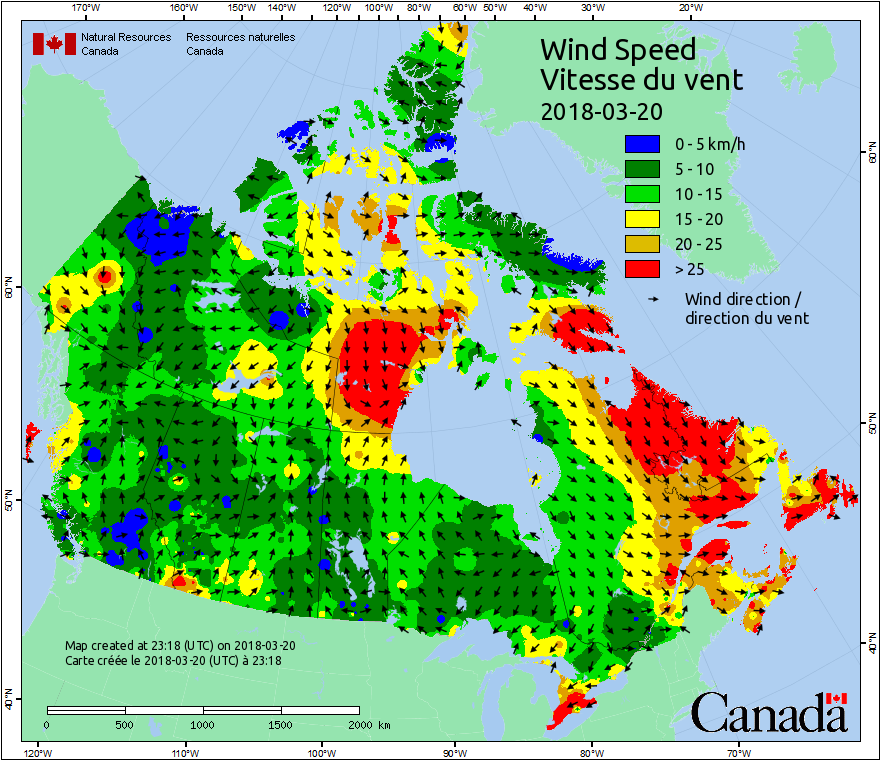 170°W 160°W 150°W 140°W 130°W 120°W 110°W 100°W 90°W 80°W 70°W 60°W 50°W 40°W 30°W 20°W
Natural Resources Ressources naturelles
Canada Canada
Wind Speed
Vitesse du vent
2018-03-20
0 - 5 km/h
5 - 10
10 - 15
15 - 20
20 - 25
> 25
Wind direction /
direction du vent
60°N
60°N
50°N
50°N
40°N
40°N
Map created at 23:18 (UTC) on 2018-03-20
Carte créée le 2018-03-20 (UTC) à 23:18
0 500 1000 1500 2000 km
Canada
120°W 110°W 100°W 90°W 80°W 70°W